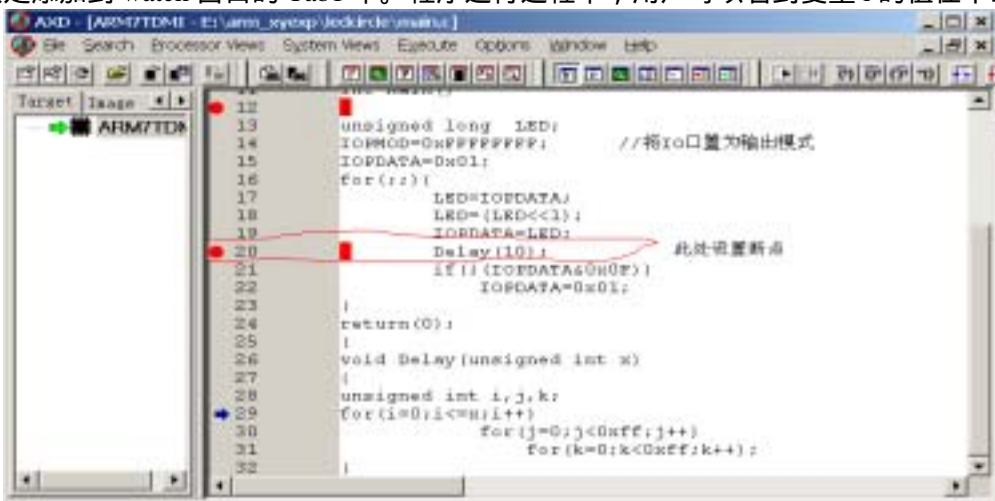 AXD - [ARM7TDMI - E:\arm_xyexp\ledcircle\main.c]
File Search Processor Views System Views Execute Options Window Help
Target Image
ARM7TDM
int main()
12
13 unsigned long LED;
14 IOPMOD=0xFFFFFFFF; //将IO口置为输出模式
15 IOPDATA=0x01;
16 for(;;){
17 LED=IOPDATA;
18 LED=(LED<<1);
19 IOPDATA=LED;
20 Delay(10); 此处设置断点
21 if(!(IOPDATA&0x0F))
22 IOPDATA=0x01;
23 }
24 return(0);
25 }
26 void Delay(unsigned int x)
27 {
28 unsigned int i,j,k;
29 for(i=0;i<=x;i++)
30 for(j=0;j<0xff;j++)
31 for(k=0;k<0xff;k++);
32 }